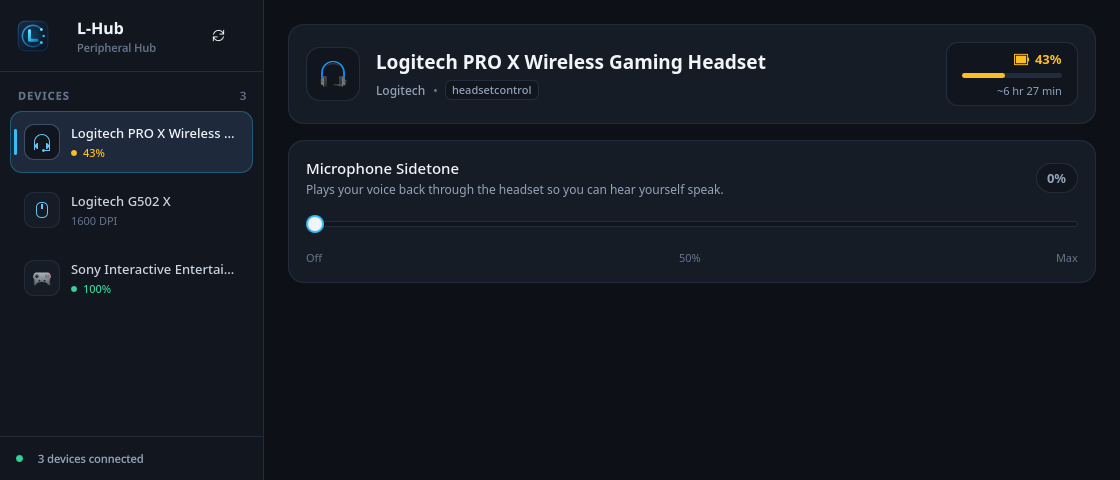 L-Hub
Peripheral Hub
DEVICES 3
Logitech PRO X Wireless ...
43%
Logitech G502 X
1600 DPI
Sony Interactive Entertai...
100%
3 devices connected
Logitech PRO X Wireless Gaming Headset
Logitech • headsetcontrol
43%
~6 hr 27 min
Microphone Sidetone
Plays your voice back through the headset so you can hear yourself speak.
0%
Off 50% Max